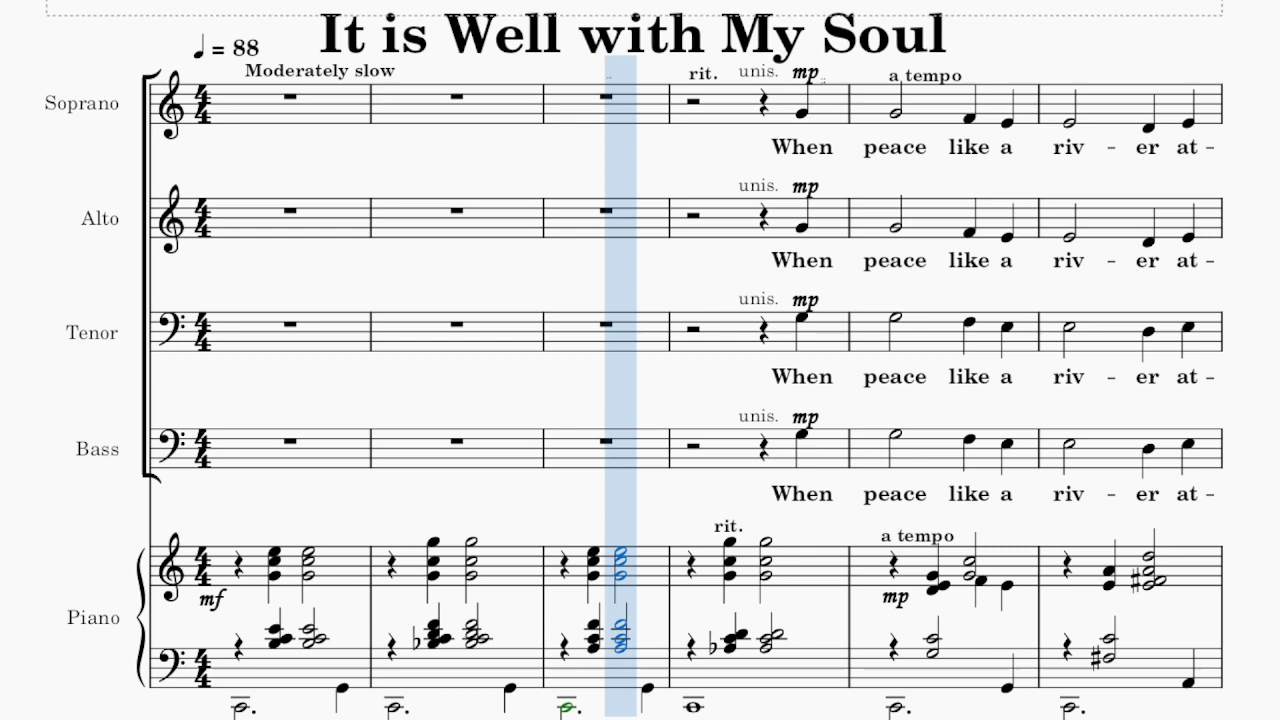 It is Well with My Soul
♩ = 88
Moderately slow
rit. unis. mp a tempo
Soprano
When peace like a riv - er at -
unis. mp
Alto
When peace like a riv - er at -
unis. mp
Tenor
When peace like a riv - er at -
unis. mp
Bass
When peace like a riv - er at -
rit. a tempo
mf mp
Piano